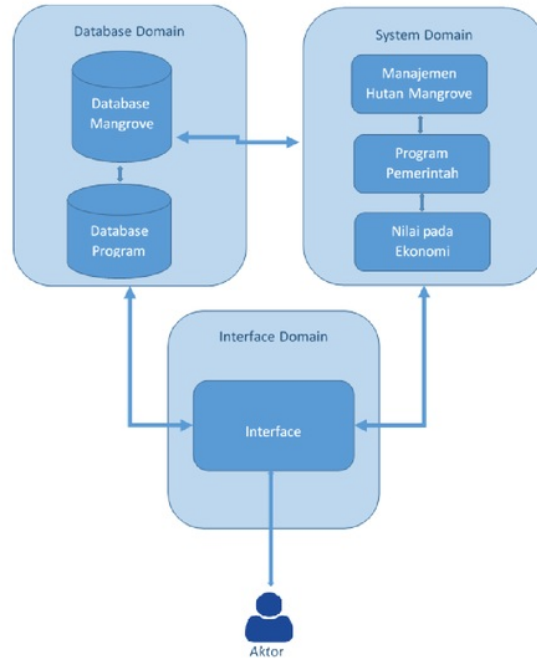 Database Domain
Database
Mangrove
Database
Program
System Domain
Manajemen
Hutan Mangrove
Program
Pemerintah
Nilai pada
Ekonomi
Interface Domain
Interface
Aktor